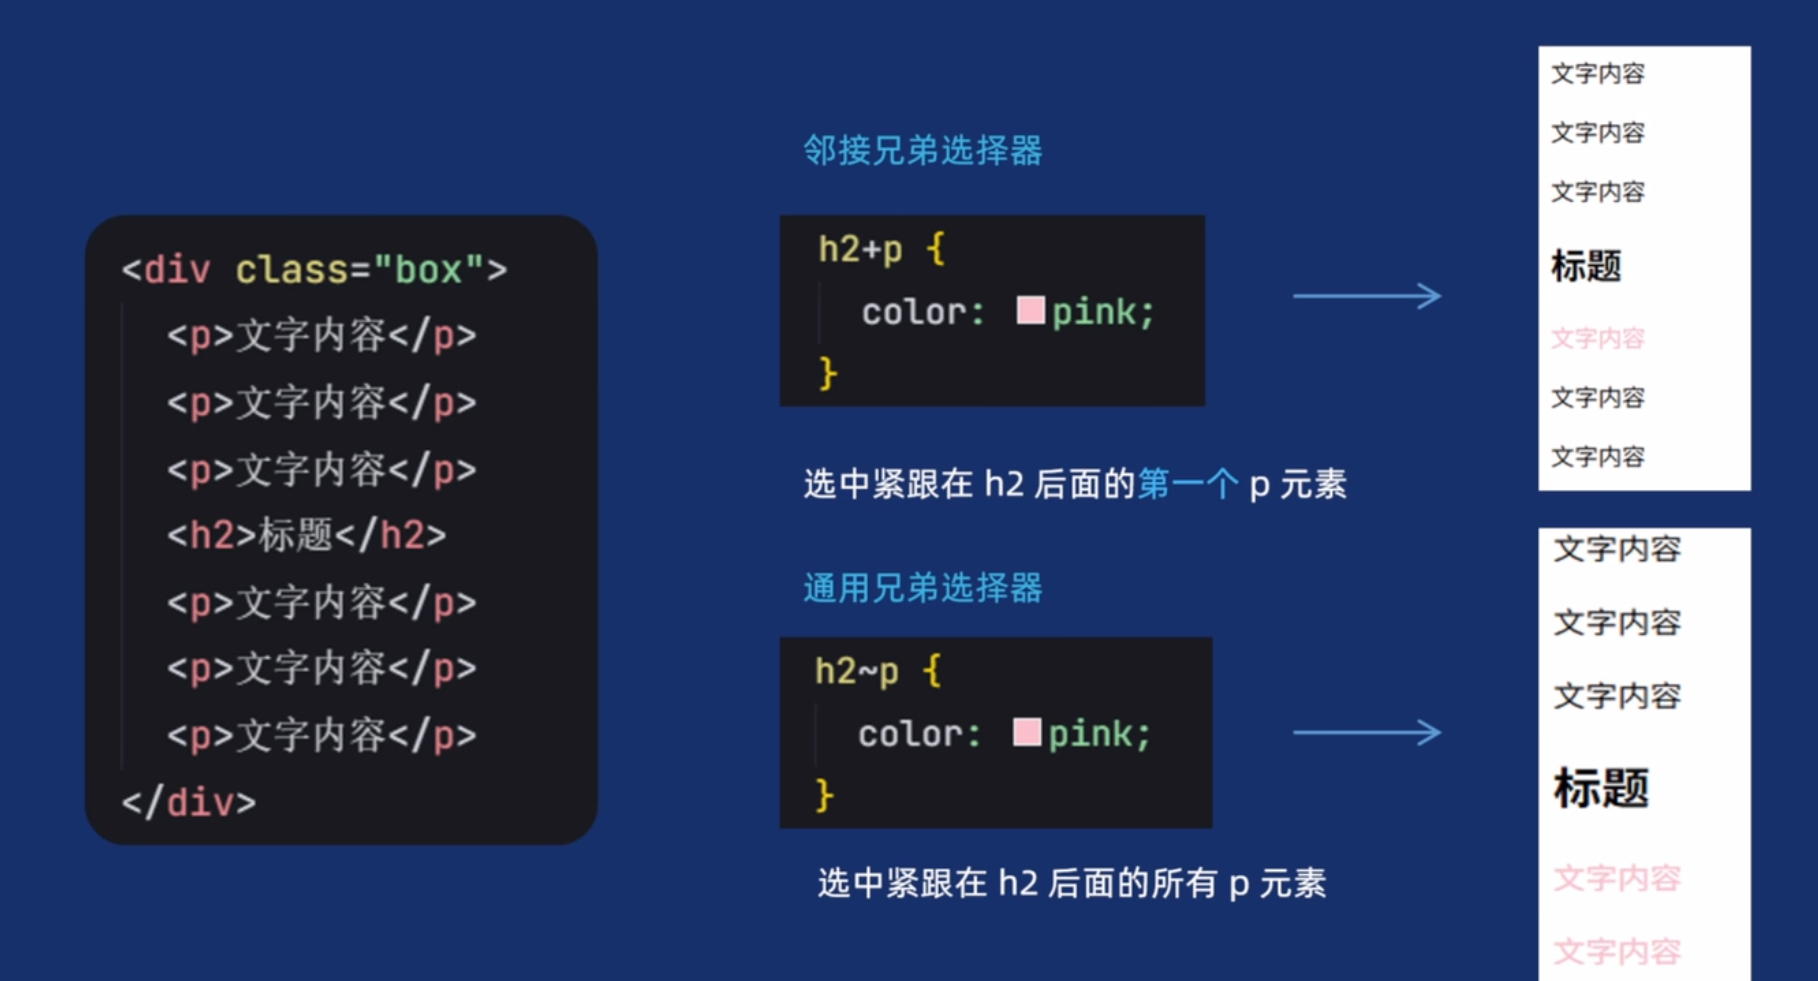 <div class="box">
<p>文字内容</p>
<p>文字内容</p>
<p>文字内容</p>
<h2>标题</h2>
<p>文字内容</p>
<p>文字内容</p>
<p>文字内容</p>
</div>
邻接兄弟选择器
h2+p {
color: pink;
}
选中紧跟在 h2 后面的第一个 p 元素
通用兄弟选择器
h2~p {
color: pink;
}
选中紧跟在 h2 后面的所有 p 元素
文字内容
文字内容
文字内容
标题
文字内容
文字内容
文字内容
文字内容
文字内容
文字内容
标题
文字内容
文字内容